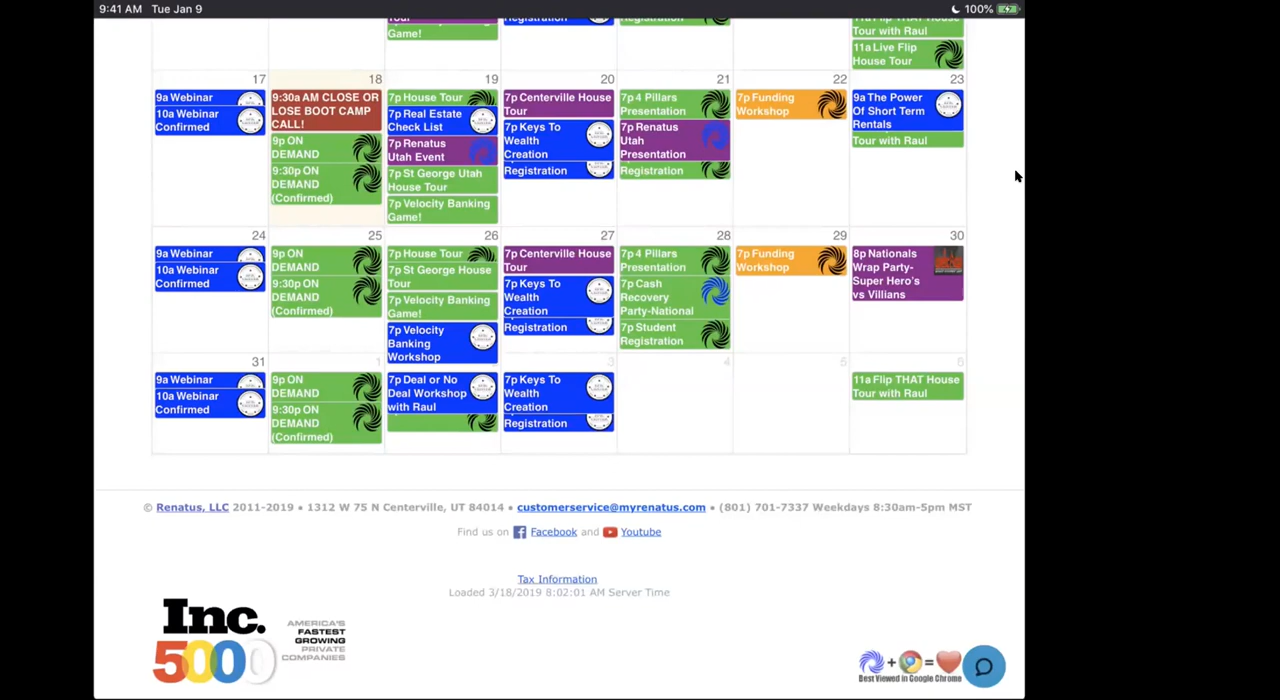 9:41 AM Tue Jan 9
100%
Tour
Game!
Registration
Registration
11a Flip THAT House
Tour with Raul
11a Live Flip
House Tour
17
18
19
20
21
22
23
9a Webinar
10a Webinar
Confirmed
9:30a AM CLOSE OR
LOSE BOOT CAMP
CALL!
9p ON
DEMAND
9:30p ON
DEMAND
(Confirmed)
7p House Tour
7p Real Estate
Check List
7p Renatus
Utah Event
7p St George Utah
House Tour
7p Velocity Banking
Game!
7p Centerville House
Tour
7p Keys To
Wealth
Creation
Registration
7p 4 Pillars
Presentation
7p Renatus
Utah
Presentation
Registration
7p Funding
Workshop
9a The Power
Of Short Term
Rentals
Tour with Raul
24
25
26
27
28
29
30
9a Webinar
10a Webinar
Confirmed
9p ON
DEMAND
9:30p ON
DEMAND
(Confirmed)
7p House Tour
7p St George House
Tour
7p Velocity Banking
Game!
7p Velocity
Banking
Workshop
7p Centerville House
Tour
7p Keys To
Wealth
Creation
Registration
7p 4 Pillars
Presentation
7p Cash
Recovery
Party-National
7p Student
Registration
7p Funding
Workshop
8p Nationals
Wrap Party-
Super Hero's
vs Villians
31
1
3
4
5
6
9a Webinar
10a Webinar
Confirmed
9p ON
DEMAND
9:30p ON
DEMAND
(Confirmed)
7p Deal or No
Deal Workshop
with Raul
7p Keys To
Wealth
Creation
Registration
11a Flip THAT House
Tour with Raul
© Renatus, LLC 2011-2019 • 1312 W 75 N Centerville, UT 84014 • customerservice@myrenatus.com • (801) 701-7337 Weekdays 8:30am-5pm MST
Find us on Facebook and Youtube
Tax Information
Loaded 3/18/2019 8:02:01 AM Server Time
Inc.
5000
AMERICA'S
FASTEST
GROWING
PRIVATE
COMPANIES
+ =
Best Viewed in Google Chrome